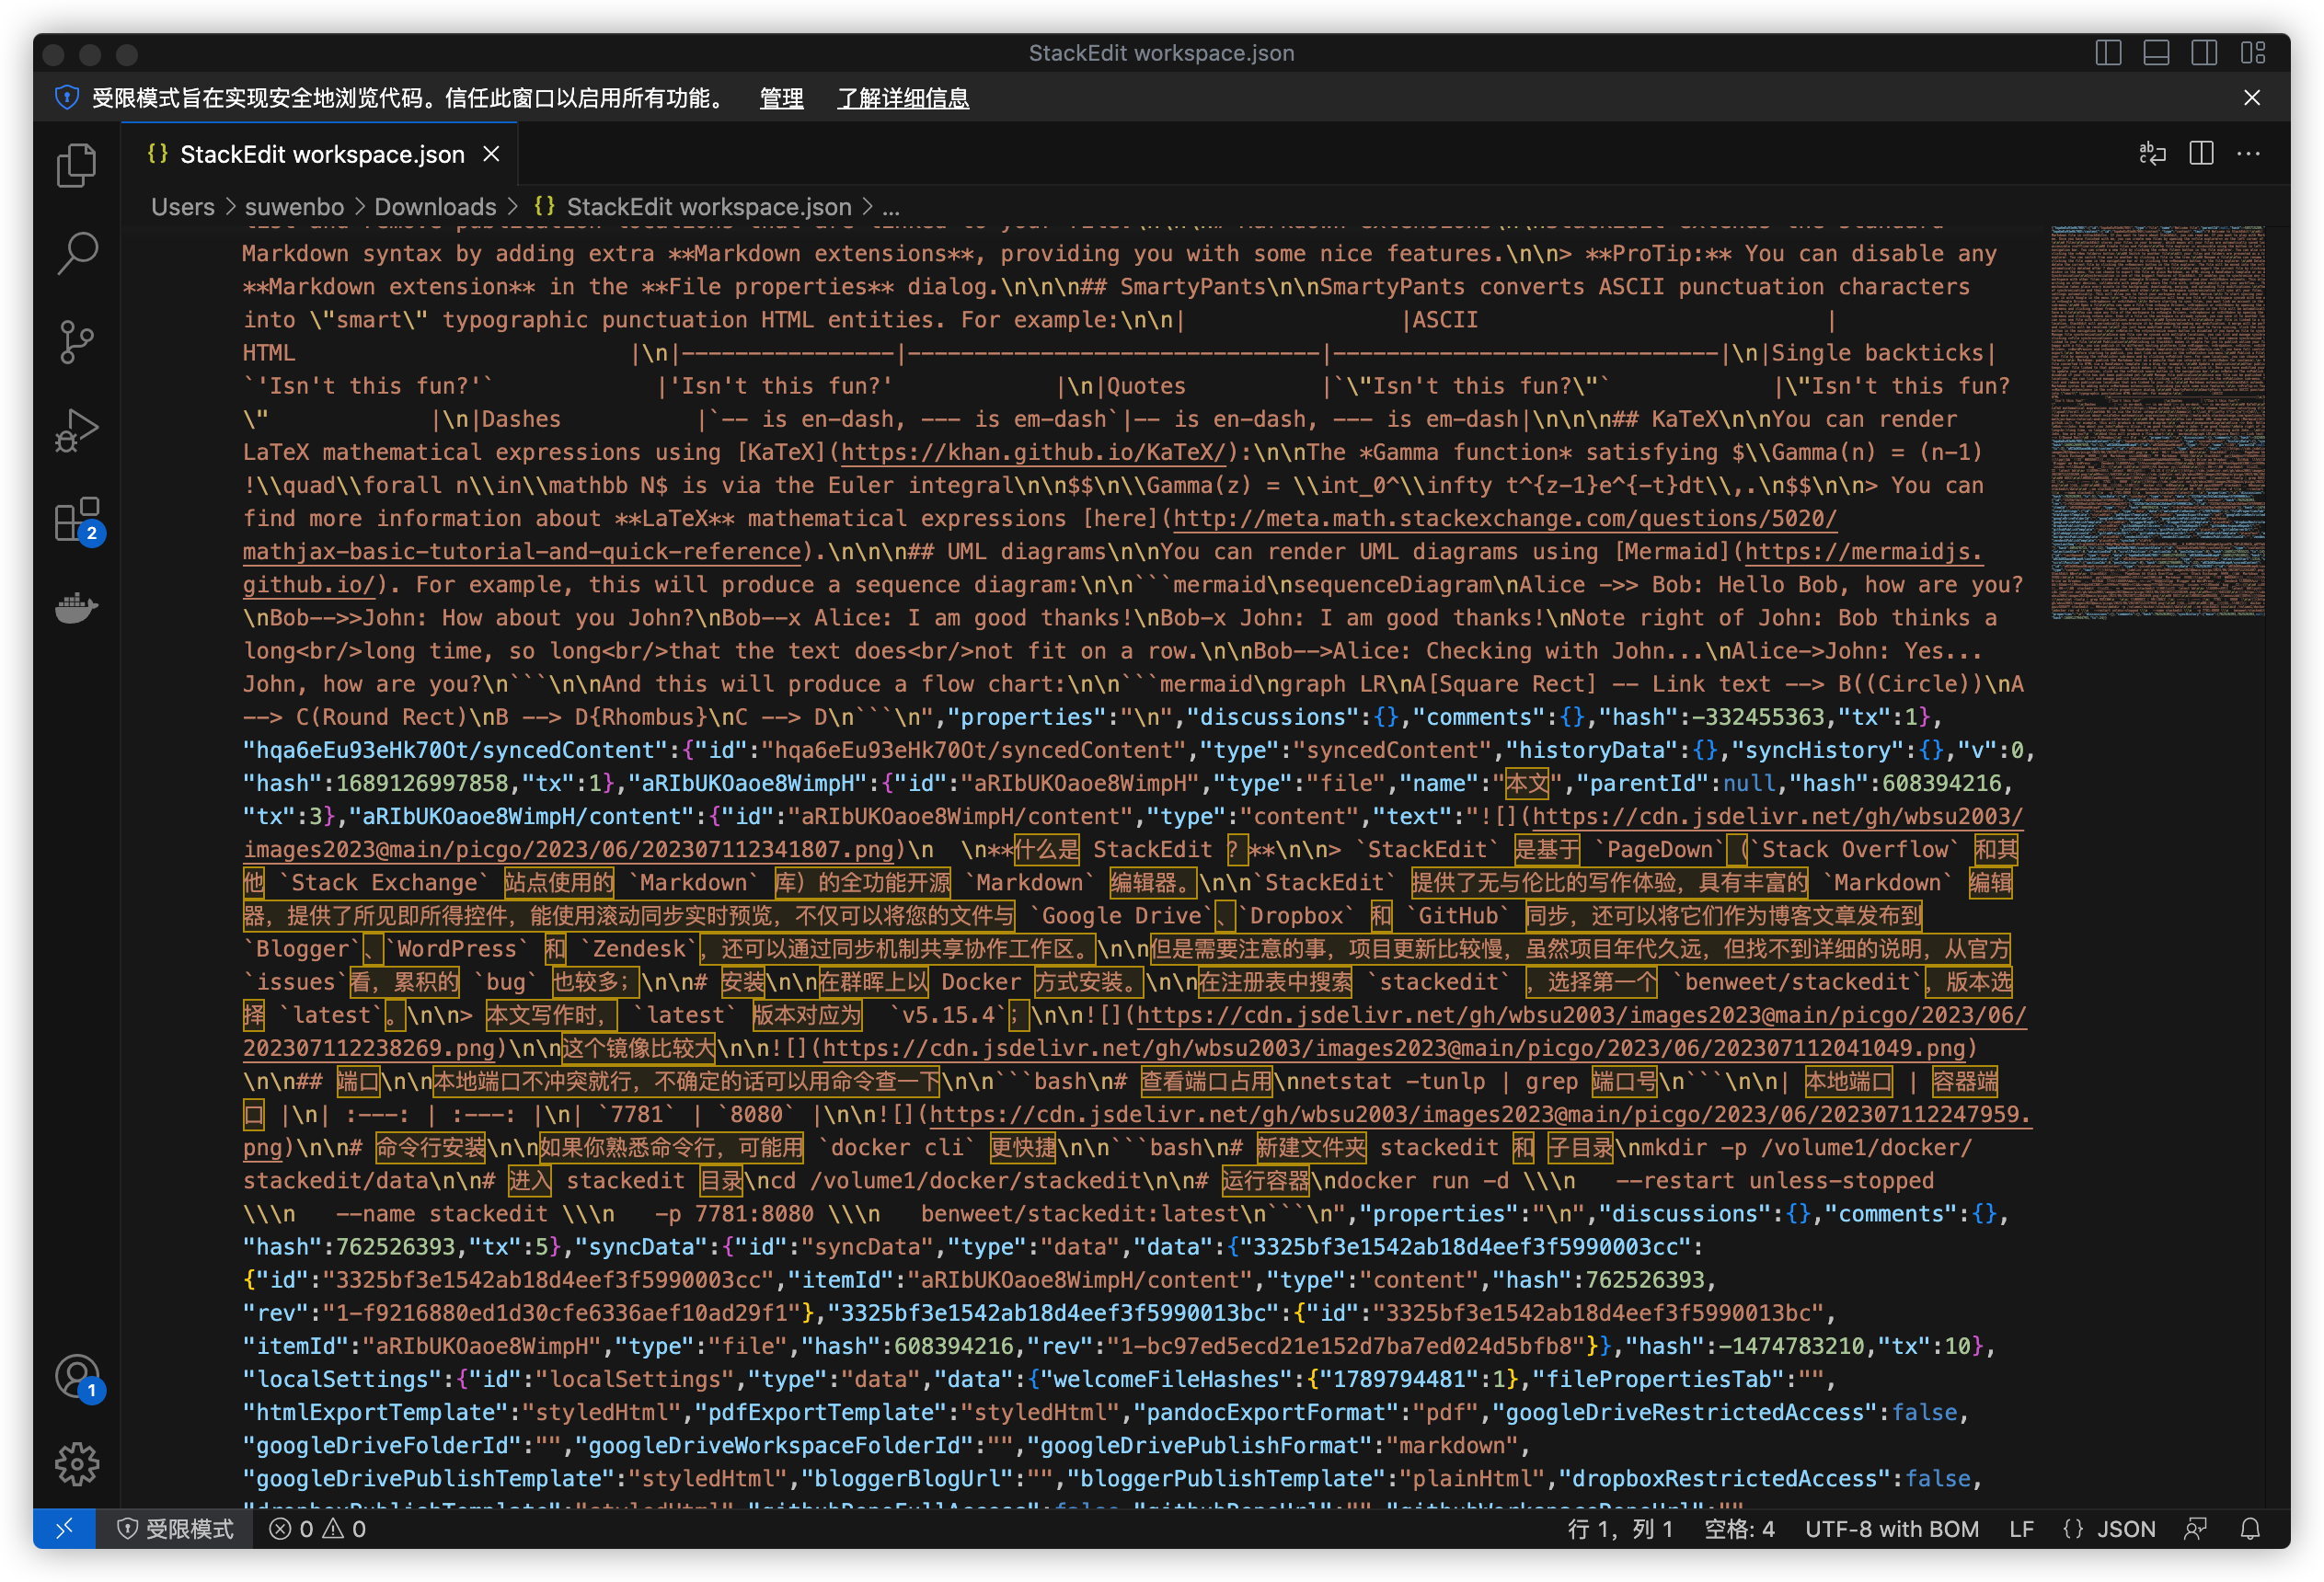 StackEdit workspace.json
受限模式旨在实现安全地浏览代码。信任此窗口以启用所有功能。 管理 了解详细信息
{} StackEdit workspace.json
Users > suwenbo > Downloads > {} StackEdit workspace.json > ...
Markdown syntax by adding extra **Markdown extensions**, providing you with some nice features.\n\n> **ProTip:** You can disable any
**Markdown extension** in the **File properties** dialog.\n\n\n## SmartyPants\n\nSmartyPants converts ASCII punctuation characters
into \"smart\" typographic punctuation HTML entities. For example:\n\n|                |ASCII                          |
HTML                         |\n|----------------|-------------------------------|-----------------------------|\n|Single backticks|
`'Isn't this fun?'`            |'Isn't this fun?'            |\n|Quotes          |`\"Isn't this fun?\"`            |\"Isn't this fun?
\"            |\n|Dashes          |`-- is en-dash, --- is em-dash`|-- is en-dash, --- is em-dash|\n\n\n## KaTeX\n\nYou can render
LaTeX mathematical expressions using [KaTeX](https://khan.github.io/KaTeX/):\n\nThe *Gamma function* satisfying $\\Gamma(n) = (n-1)
!\\quad\\forall n\\in\\mathbb N$ is via the Euler integral\n\n$$\n\\Gamma(z) = \\int_0^\\infty t^{z-1}e^{-t}dt\\,.\n$$\n\n> You can
find more information about **LaTeX** mathematical expressions [here](http://meta.math.stackexchange.com/questions/5020/
mathjax-basic-tutorial-and-quick-reference).\n\n\n## UML diagrams\n\nYou can render UML diagrams using [Mermaid](https://mermaidjs.
github.io/). For example, this will produce a sequence diagram:\n\n```mermaid\nsequenceDiagram\nAlice ->> Bob: Hello Bob, how are you?
\nBob-->>John: How about you John?\nBob--x Alice: I am good thanks!\nBob-x John: I am good thanks!\nNote right of John: Bob thinks a
long<br/>long time, so long<br/>that the text does<br/>not fit on a row.\n\nBob-->Alice: Checking with John...\nAlice->John: Yes...
John, how are you?\n```\n\nAnd this will produce a flow chart:\n\n```mermaid\ngraph LR\nA[Square Rect] -- Link text --> B((Circle))\nA
--> C(Round Rect)\nB --> D{Rhombus}\nC --> D\n```\n","properties":"\n","discussions":{},"comments":{},"hash":-332455363,"tx":1},
"hqa6eEu93eHk70Ot/syncedContent":{"id":"hqa6eEu93eHk70Ot/syncedContent","type":"syncedContent","historyData":{},"syncHistory":{},"v":0,
"hash":1689126997858,"tx":1},"aRIbUKOaoe8WimpH":{"id":"aRIbUKOaoe8WimpH","type":"file","name":"本文","parentId":null,"hash":608394216,
"tx":3},"aRIbUKOaoe8WimpH/content":{"id":"aRIbUKOaoe8WimpH/content","type":"content","text":"![](https://cdn.jsdelivr.net/gh/wbsu2003/
images2023@main/picgo/2023/06/202307112341807.png)\n  \n**什么是 StackEdit ？**\n\n> `StackEdit` 是基于 `PageDown`（`Stack Overflow` 和其
他 `Stack Exchange` 站点使用的 `Markdown` 库）的全功能开源 `Markdown` 编辑器。\n\n`StackEdit` 提供了无与伦比的写作体验，具有丰富的 `Markdown` 编辑
器，提供了所见即所得控件，能使用滚动同步实时预览，不仅可以将您的文件与 `Google Drive`、`Dropbox` 和 `GitHub` 同步，还可以将它们作为博客文章发布到
`Blogger`、`WordPress` 和 `Zendesk`，还可以通过同步机制共享协作工作区。\n\n但是需要注意的事，项目更新比较慢，虽然项目年代久远，但找不到详细的说明，从官方
`issues`看，累积的 `bug` 也较多；\n\n# 安装\n\n在群晖上以 Docker 方式安装。\n\n在注册表中搜索 `stackedit` ，选择第一个 `benweet/stackedit`，版本选
择 `latest`。\n\n> 本文写作时， `latest` 版本对应为  `v5.15.4`；\n\n![](https://cdn.jsdelivr.net/gh/wbsu2003/images2023@main/picgo/2023/06/
202307112238269.png)\n\n这个镜像比较大\n\n![](https://cdn.jsdelivr.net/gh/wbsu2003/images2023@main/picgo/2023/06/202307112041049.png)
\n\n## 端口\n\n本地端口不冲突就行，不确定的话可以用命令查一下\n\n```bash\n# 查看端口占用\nnetstat -tunlp | grep 端口号\n```\n\n| 本地端口 | 容器端
口 |\n| :---: | :---: |\n| `7781` | `8080` |\n\n![](https://cdn.jsdelivr.net/gh/wbsu2003/images2023@main/picgo/2023/06/202307112247959.
png)\n\n# 命令行安装\n\n如果你熟悉命令行，可能用 `docker cli` 更快捷\n\n```bash\n# 新建文件夹 stackedit 和 子目录\nmkdir -p /volume1/docker/
stackedit/data\n\n# 进入 stackedit 目录\ncd /volume1/docker/stackedit\n\n# 运行容器\ndocker run -d \\\n   --restart unless-stopped
\\\n   --name stackedit \\\n   -p 7781:8080 \\\n   benweet/stackedit:latest\n```\n","properties":"\n","discussions":{},"comments":{},
"hash":762526393,"tx":5},"syncData":{"id":"syncData","type":"data","data":{"3325bf3e1542ab18d4eef3f5990003cc":
{"id":"3325bf3e1542ab18d4eef3f5990003cc","itemId":"aRIbUKOaoe8WimpH/content","type":"content","hash":762526393,
"rev":"1-f9216880ed1d30cfe6336aef10ad29f1"},"3325bf3e1542ab18d4eef3f5990013bc":{"id":"3325bf3e1542ab18d4eef3f5990013bc",
"itemId":"aRIbUKOaoe8WimpH","type":"file","hash":608394216,"rev":"1-bc97ed5ecd21e152d7ba7ed024d5bfb8"}},"hash":-1474783210,"tx":10},
"localSettings":{"id":"localSettings","type":"data","data":{"welcomeFileHashes":{"1789794481":1},"filePropertiesTab":"",
"htmlExportTemplate":"styledHtml","pdfExportTemplate":"styledHtml","pandocExportFormat":"pdf","googleDriveRestrictedAccess":false,
"googleDriveFolderId":"","googleDriveWorkspaceFolderId":"","googleDrivePublishFormat":"markdown",
"googleDrivePublishTemplate":"styledHtml","bloggerBlogUrl":"","bloggerPublishTemplate":"plainHtml","dropboxRestrictedAccess":false,
2
1
受限模式 0 0 行 1，列 1 空格: 4 UTF-8 with BOM LF {} JSON